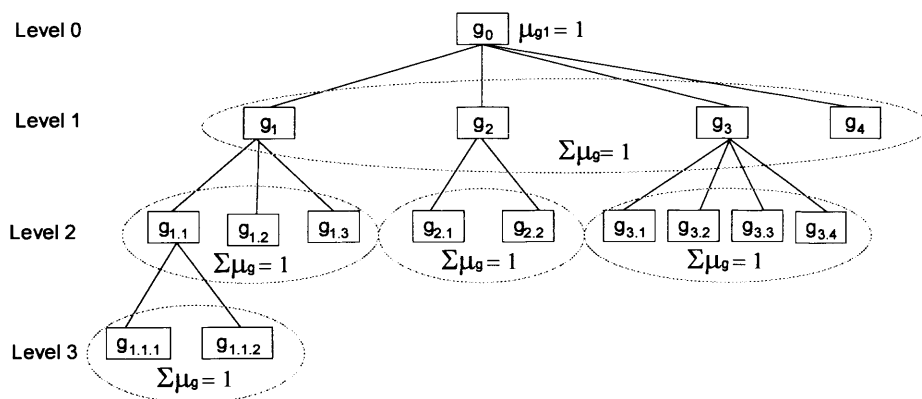 Level 0 g0 μg1 = 1
Level 1 g1 g2 g3 g4
Σμg = 1
Level 2 g1.1 g1.2 g1.3 g2.1 g2.2 g3.1 g3.2 g3.3 g3.4
Σμg = 1 Σμg = 1 Σμg = 1
Level 3 g1.1.1 g1.1.2
Σμg = 1